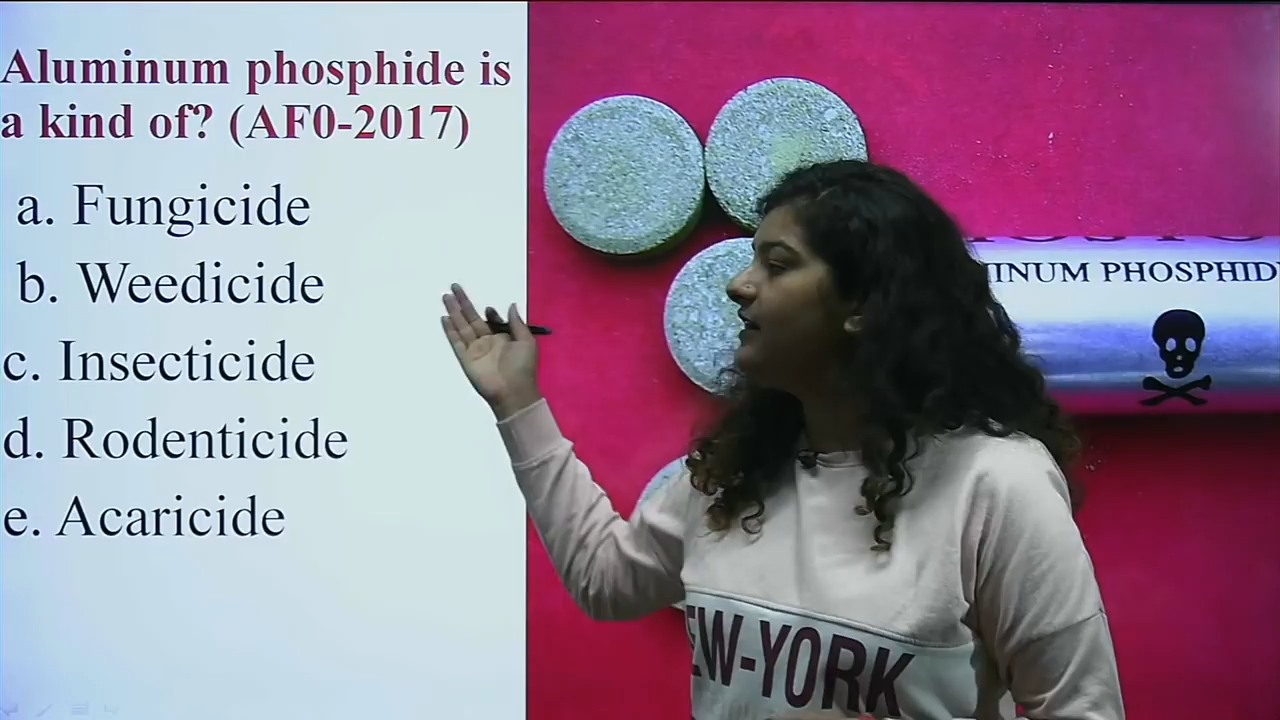 Aluminum phosphide is
a kind of? (AF0-2017)
a. Fungicide
b. Weedicide
c. Insecticide
d. Rodenticide
e. Acaricide
INUM PHOSPHID
EW-YORK